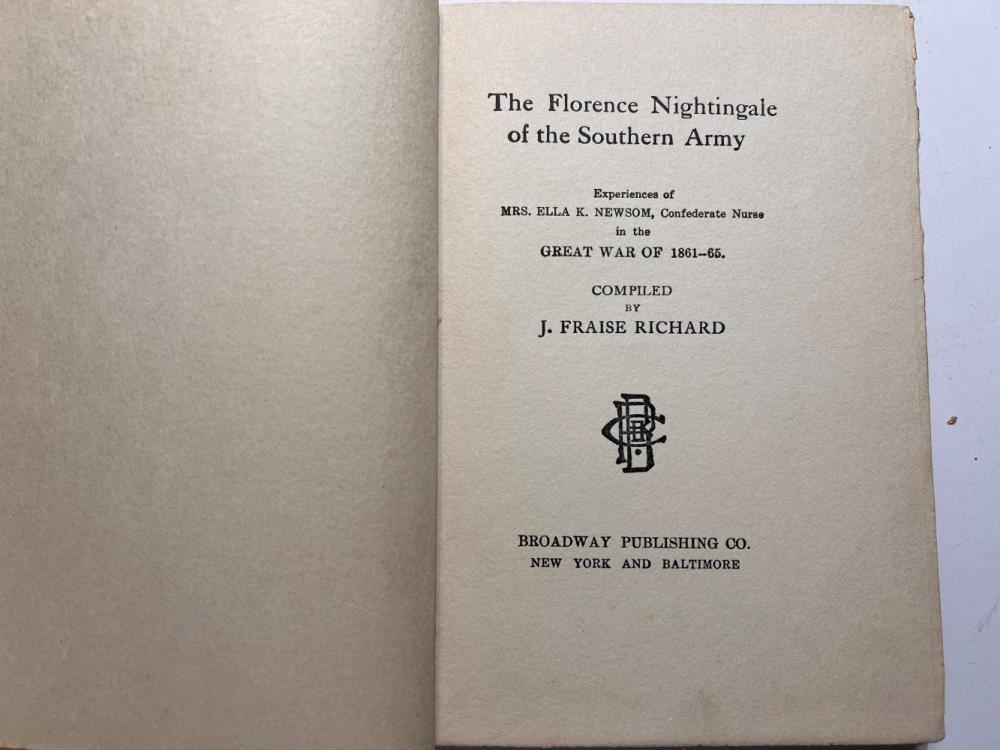 The Florence Nightingale
of the Southern Army
Experiences of
MRS. ELLA K. NEWSOM, Confederate Nurse
in the
GREAT WAR OF 1861–65.
COMPILED
BY
J. FRAISE RICHARD
BROADWAY PUBLISHING CO.
NEW YORK AND BALTIMORE